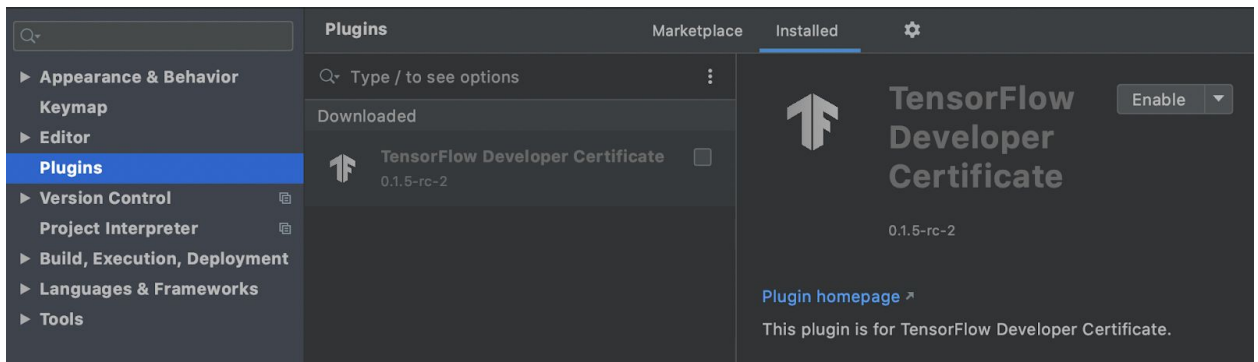 Appearance & Behavior
Keymap
Editor
Plugins
Version Control
Project Interpreter
Build, Execution, Deployment
Languages & Frameworks
Tools
Plugins
Marketplace
Installed
Type / to see options
Downloaded
TensorFlow Developer Certificate
0.1.5-rc-2
TensorFlow
Developer
Certificate
Enable
0.1.5-rc-2
Plugin homepage
This plugin is for TensorFlow Developer Certificate.